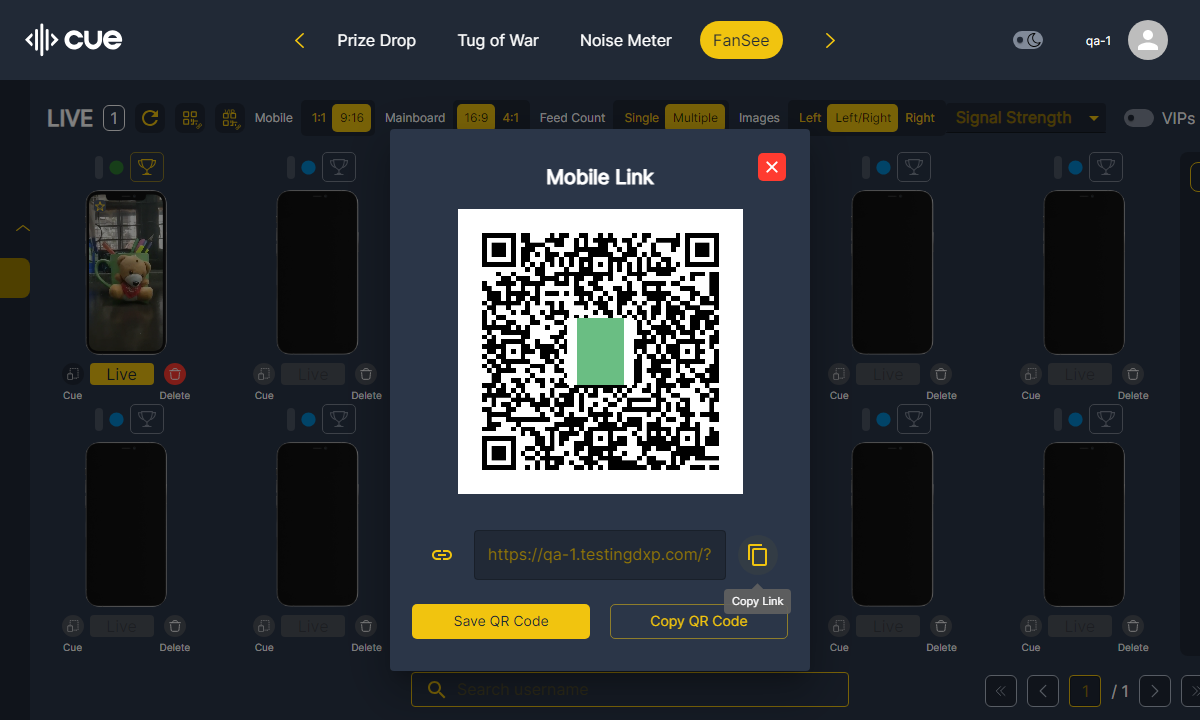 cue
Prize Drop
Tug of War
Noise Meter
FanSee
qa-1
LIVE 1
Mobile 1:1 9:16 Mainboard 16:9 4:1 Feed Count Single Multiple Images Left Left/Right Right Signal Strength VIPs
Mobile Link
Live Live Live Live
Cue Delete Cue Delete Cue Delete Cue Delete
https://qa-1.testingdxp.com/?
Copy Link
Save QR Code Copy QR Code
Live Live Live Live
Cue Delete Cue Delete Cue Delete Cue Delete
Search username
1 / 1